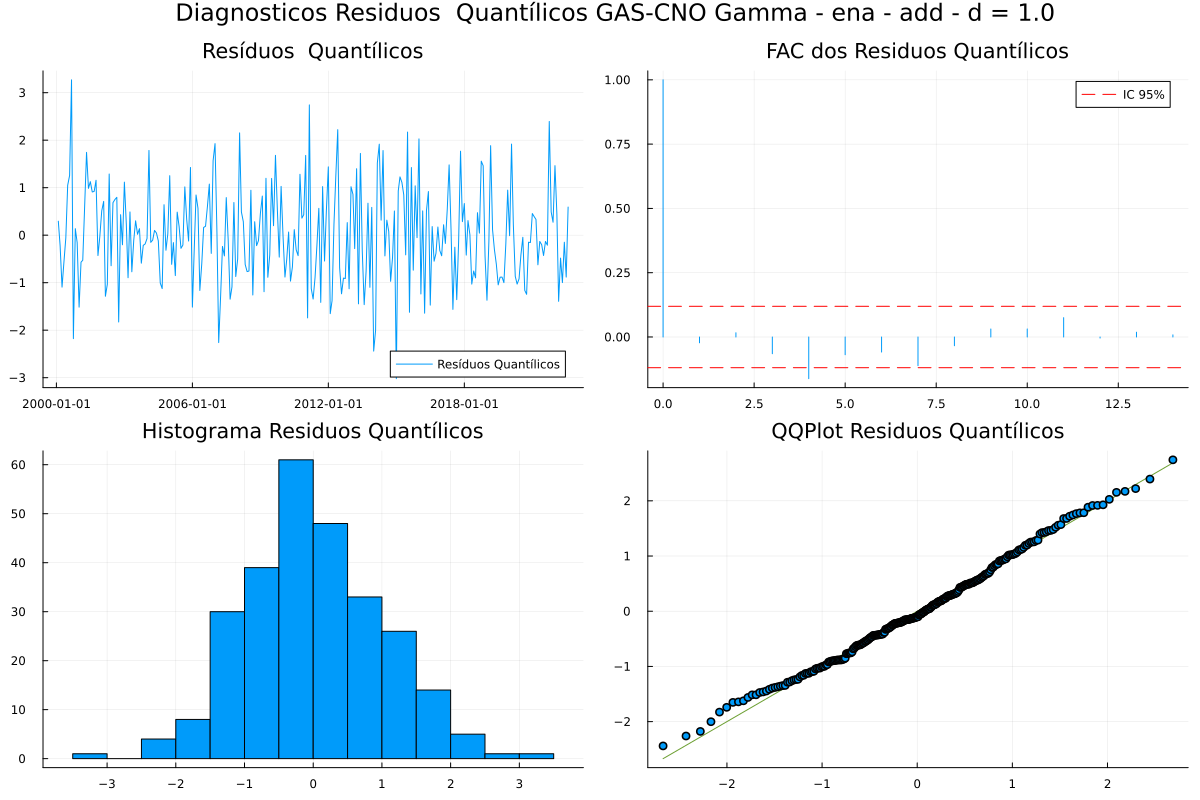 Diagnosticos Residuos  Quantílicos GAS-CNO Gamma - ena - add - d = 1.0
Resíduos  Quantílicos
3
2
1
0
−1
−2
−3
Resíduos Quantílicos
2000-01-01 2006-01-01 2012-01-01 2018-01-01
FAC dos Residuos Quantílicos
1.00
0.75
0.50
0.25
0.00
IC 95%
0.0 2.5 5.0 7.5 10.0 12.5
Histograma Residuos Quantílicos
60
50
40
30
20
10
0
−3 −2 −1 0 1 2 3
QQPlot Residuos Quantílicos
2
1
0
−1
−2
−2 −1 0 1 2